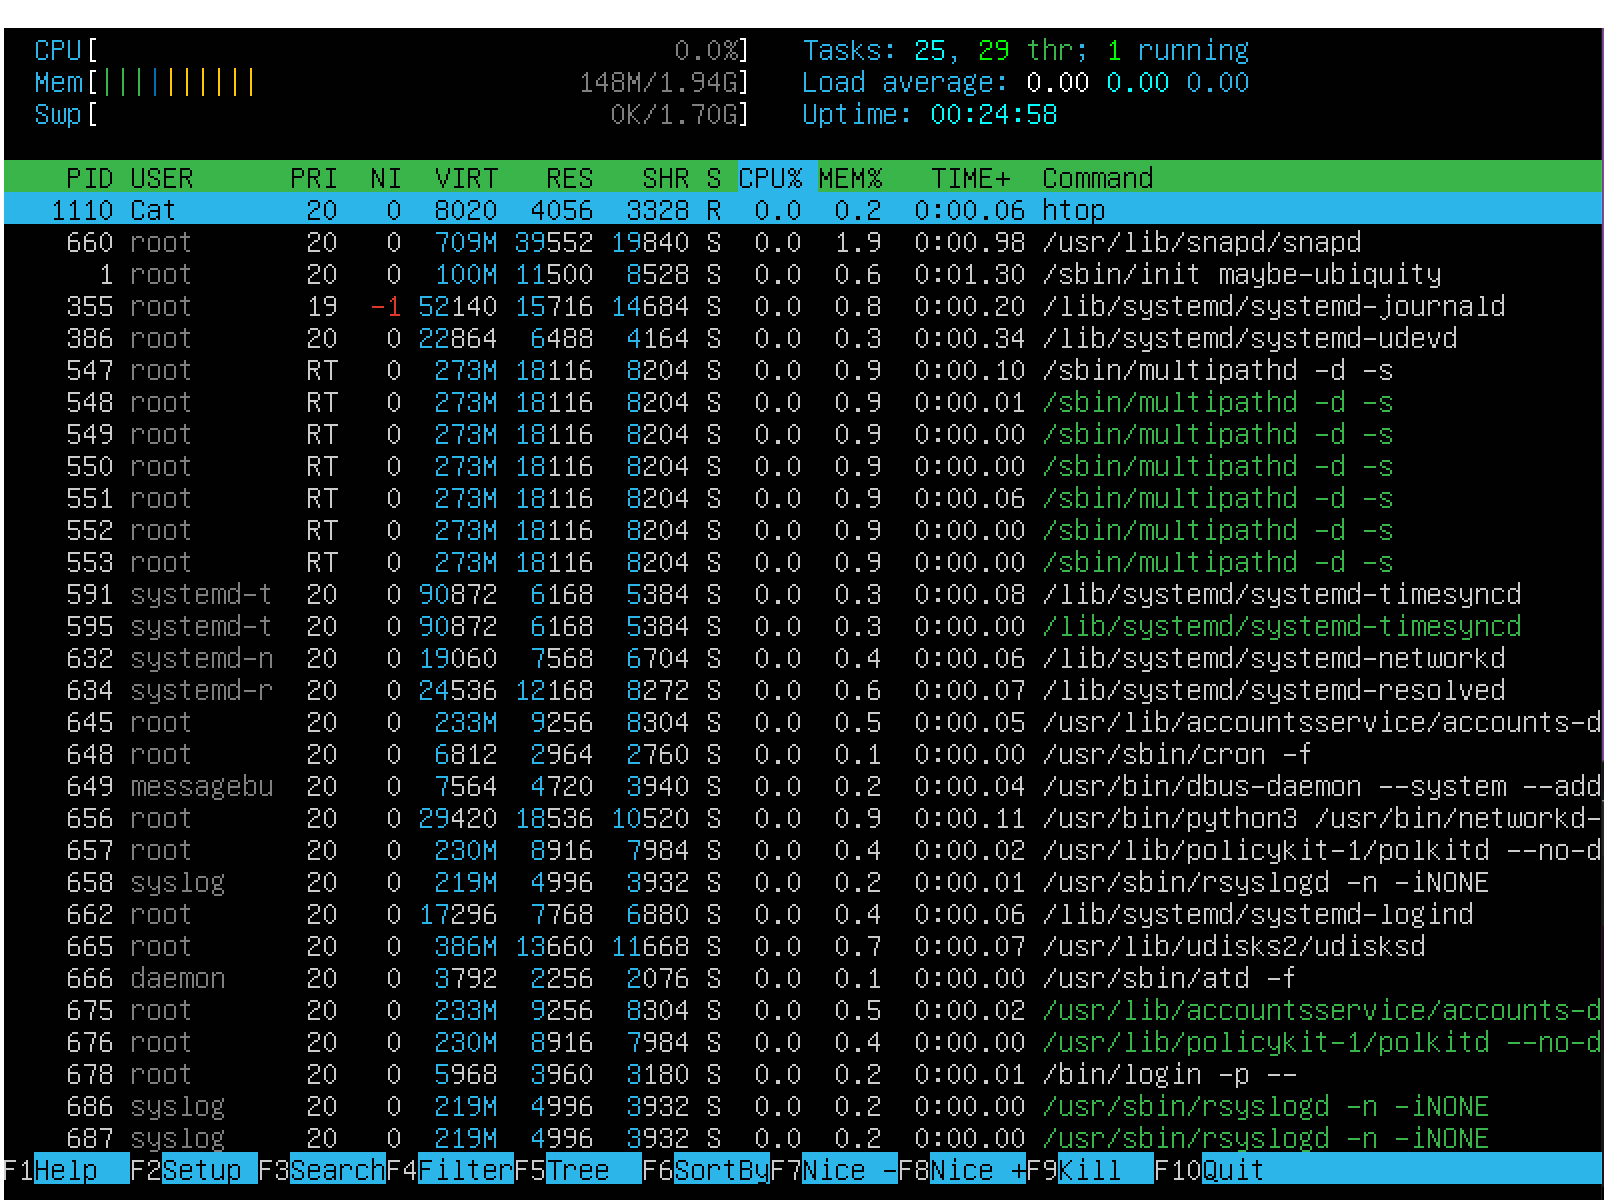 CPU[ 0.0%] Tasks: 25, 29 thr; 1 running
Mem[|||||||||| 148M/1.94G] Load average: 0.00 0.00 0.00
Swp[ 0K/1.70G] Uptime: 00:24:58
PID USER PRI NI VIRT RES SHR S CPU% MEM% TIME+ Command
1110 Cat 20 0 8020 4056 3328 R 0.0 0.2 0:00.06 htop
660 root 20 0 709M 39552 19840 S 0.0 1.9 0:00.98 /usr/lib/snapd/snapd
1 root 20 0 100M 11500 8528 S 0.0 0.6 0:01.30 /sbin/init maybe-ubiquity
355 root 19 -1 52140 15716 14684 S 0.0 0.8 0:00.20 /lib/systemd/systemd-journald
386 root 20 0 22864 6488 4164 S 0.0 0.3 0:00.34 /lib/systemd/systemd-udevd
547 root RT 0 273M 18116 8204 S 0.0 0.9 0:00.10 /sbin/multipathd -d -s
548 root RT 0 273M 18116 8204 S 0.0 0.9 0:00.01 /sbin/multipathd -d -s
549 root RT 0 273M 18116 8204 S 0.0 0.9 0:00.00 /sbin/multipathd -d -s
550 root RT 0 273M 18116 8204 S 0.0 0.9 0:00.00 /sbin/multipathd -d -s
551 root RT 0 273M 18116 8204 S 0.0 0.9 0:00.06 /sbin/multipathd -d -s
552 root RT 0 273M 18116 8204 S 0.0 0.9 0:00.00 /sbin/multipathd -d -s
553 root RT 0 273M 18116 8204 S 0.0 0.9 0:00.00 /sbin/multipathd -d -s
591 systemd-t 20 0 90872 6168 5384 S 0.0 0.3 0:00.08 /lib/systemd/systemd-timesyncd
595 systemd-t 20 0 90872 6168 5384 S 0.0 0.3 0:00.00 /lib/systemd/systemd-timesyncd
632 systemd-n 20 0 19060 7568 6704 S 0.0 0.4 0:00.06 /lib/systemd/systemd-networkd
634 systemd-r 20 0 24536 12168 8272 S 0.0 0.6 0:00.07 /lib/systemd/systemd-resolved
645 root 20 0 233M 9256 8304 S 0.0 0.5 0:00.05 /usr/lib/accountsservice/accounts-d
648 root 20 0 6812 2964 2760 S 0.0 0.1 0:00.00 /usr/sbin/cron -f
649 messagebu 20 0 7564 4720 3940 S 0.0 0.2 0:00.04 /usr/bin/dbus-daemon --system --add
656 root 20 0 29420 18536 10520 S 0.0 0.9 0:00.11 /usr/bin/python3 /usr/bin/networkd-
657 root 20 0 230M 8916 7984 S 0.0 0.4 0:00.02 /usr/lib/policykit-1/polkitd --no-d
658 syslog 20 0 219M 4996 3932 S 0.0 0.2 0:00.01 /usr/sbin/rsyslogd -n -iNONE
662 root 20 0 17296 7768 6880 S 0.0 0.4 0:00.06 /lib/systemd/systemd-logind
665 root 20 0 386M 13660 11668 S 0.0 0.7 0:00.07 /usr/lib/udisks2/udisksd
666 daemon 20 0 3792 2256 2076 S 0.0 0.1 0:00.00 /usr/sbin/atd -f
675 root 20 0 233M 9256 8304 S 0.0 0.5 0:00.02 /usr/lib/accountsservice/accounts-d
676 root 20 0 230M 8916 7984 S 0.0 0.4 0:00.00 /usr/lib/policykit-1/polkitd --no-d
678 root 20 0 5968 3960 3180 S 0.0 0.2 0:00.01 /bin/login -p --
686 syslog 20 0 219M 4996 3932 S 0.0 0.2 0:00.00 /usr/sbin/rsyslogd -n -iNONE
687 syslog 20 0 219M 4996 3932 S 0.0 0.2 0:00.00 /usr/sbin/rsyslogd -n -iNONE
F1Help F2Setup F3SearchF4FilterF5Tree F6SortByF7Nice -F8Nice +F9Kill F10Quit